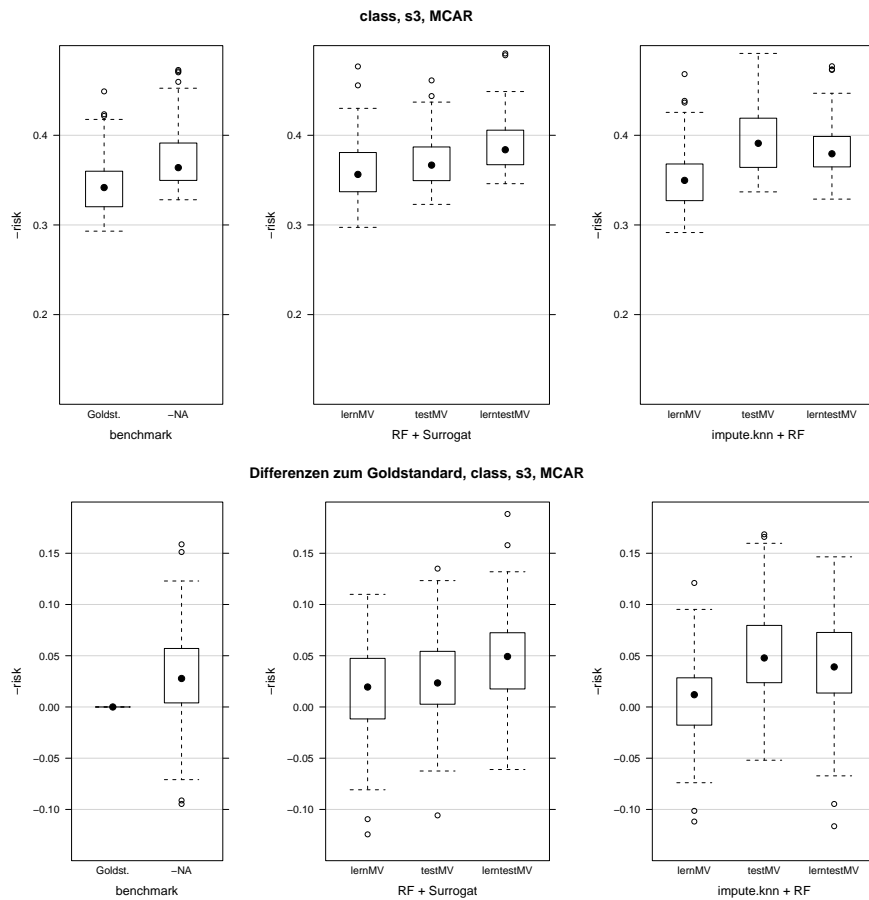 class, s3, MCAR
−risk
0.4
0.3
0.2
Goldst.
−NA
benchmark
−risk
0.4
0.3
0.2
lernMV
testMV
lerntestMV
RF + Surrogat
−risk
0.4
0.3
0.2
lernMV
testMV
lerntestMV
impute.knn + RF
Differenzen zum Goldstandard, class, s3, MCAR
−risk
0.15
0.10
0.05
0.00
−0.05
−0.10
Goldst.
−NA
benchmark
−risk
0.15
0.10
0.05
0.00
−0.05
−0.10
lernMV
testMV
lerntestMV
RF + Surrogat
−risk
0.15
0.10
0.05
0.00
−0.05
−0.10
lernMV
testMV
lerntestMV
impute.knn + RF